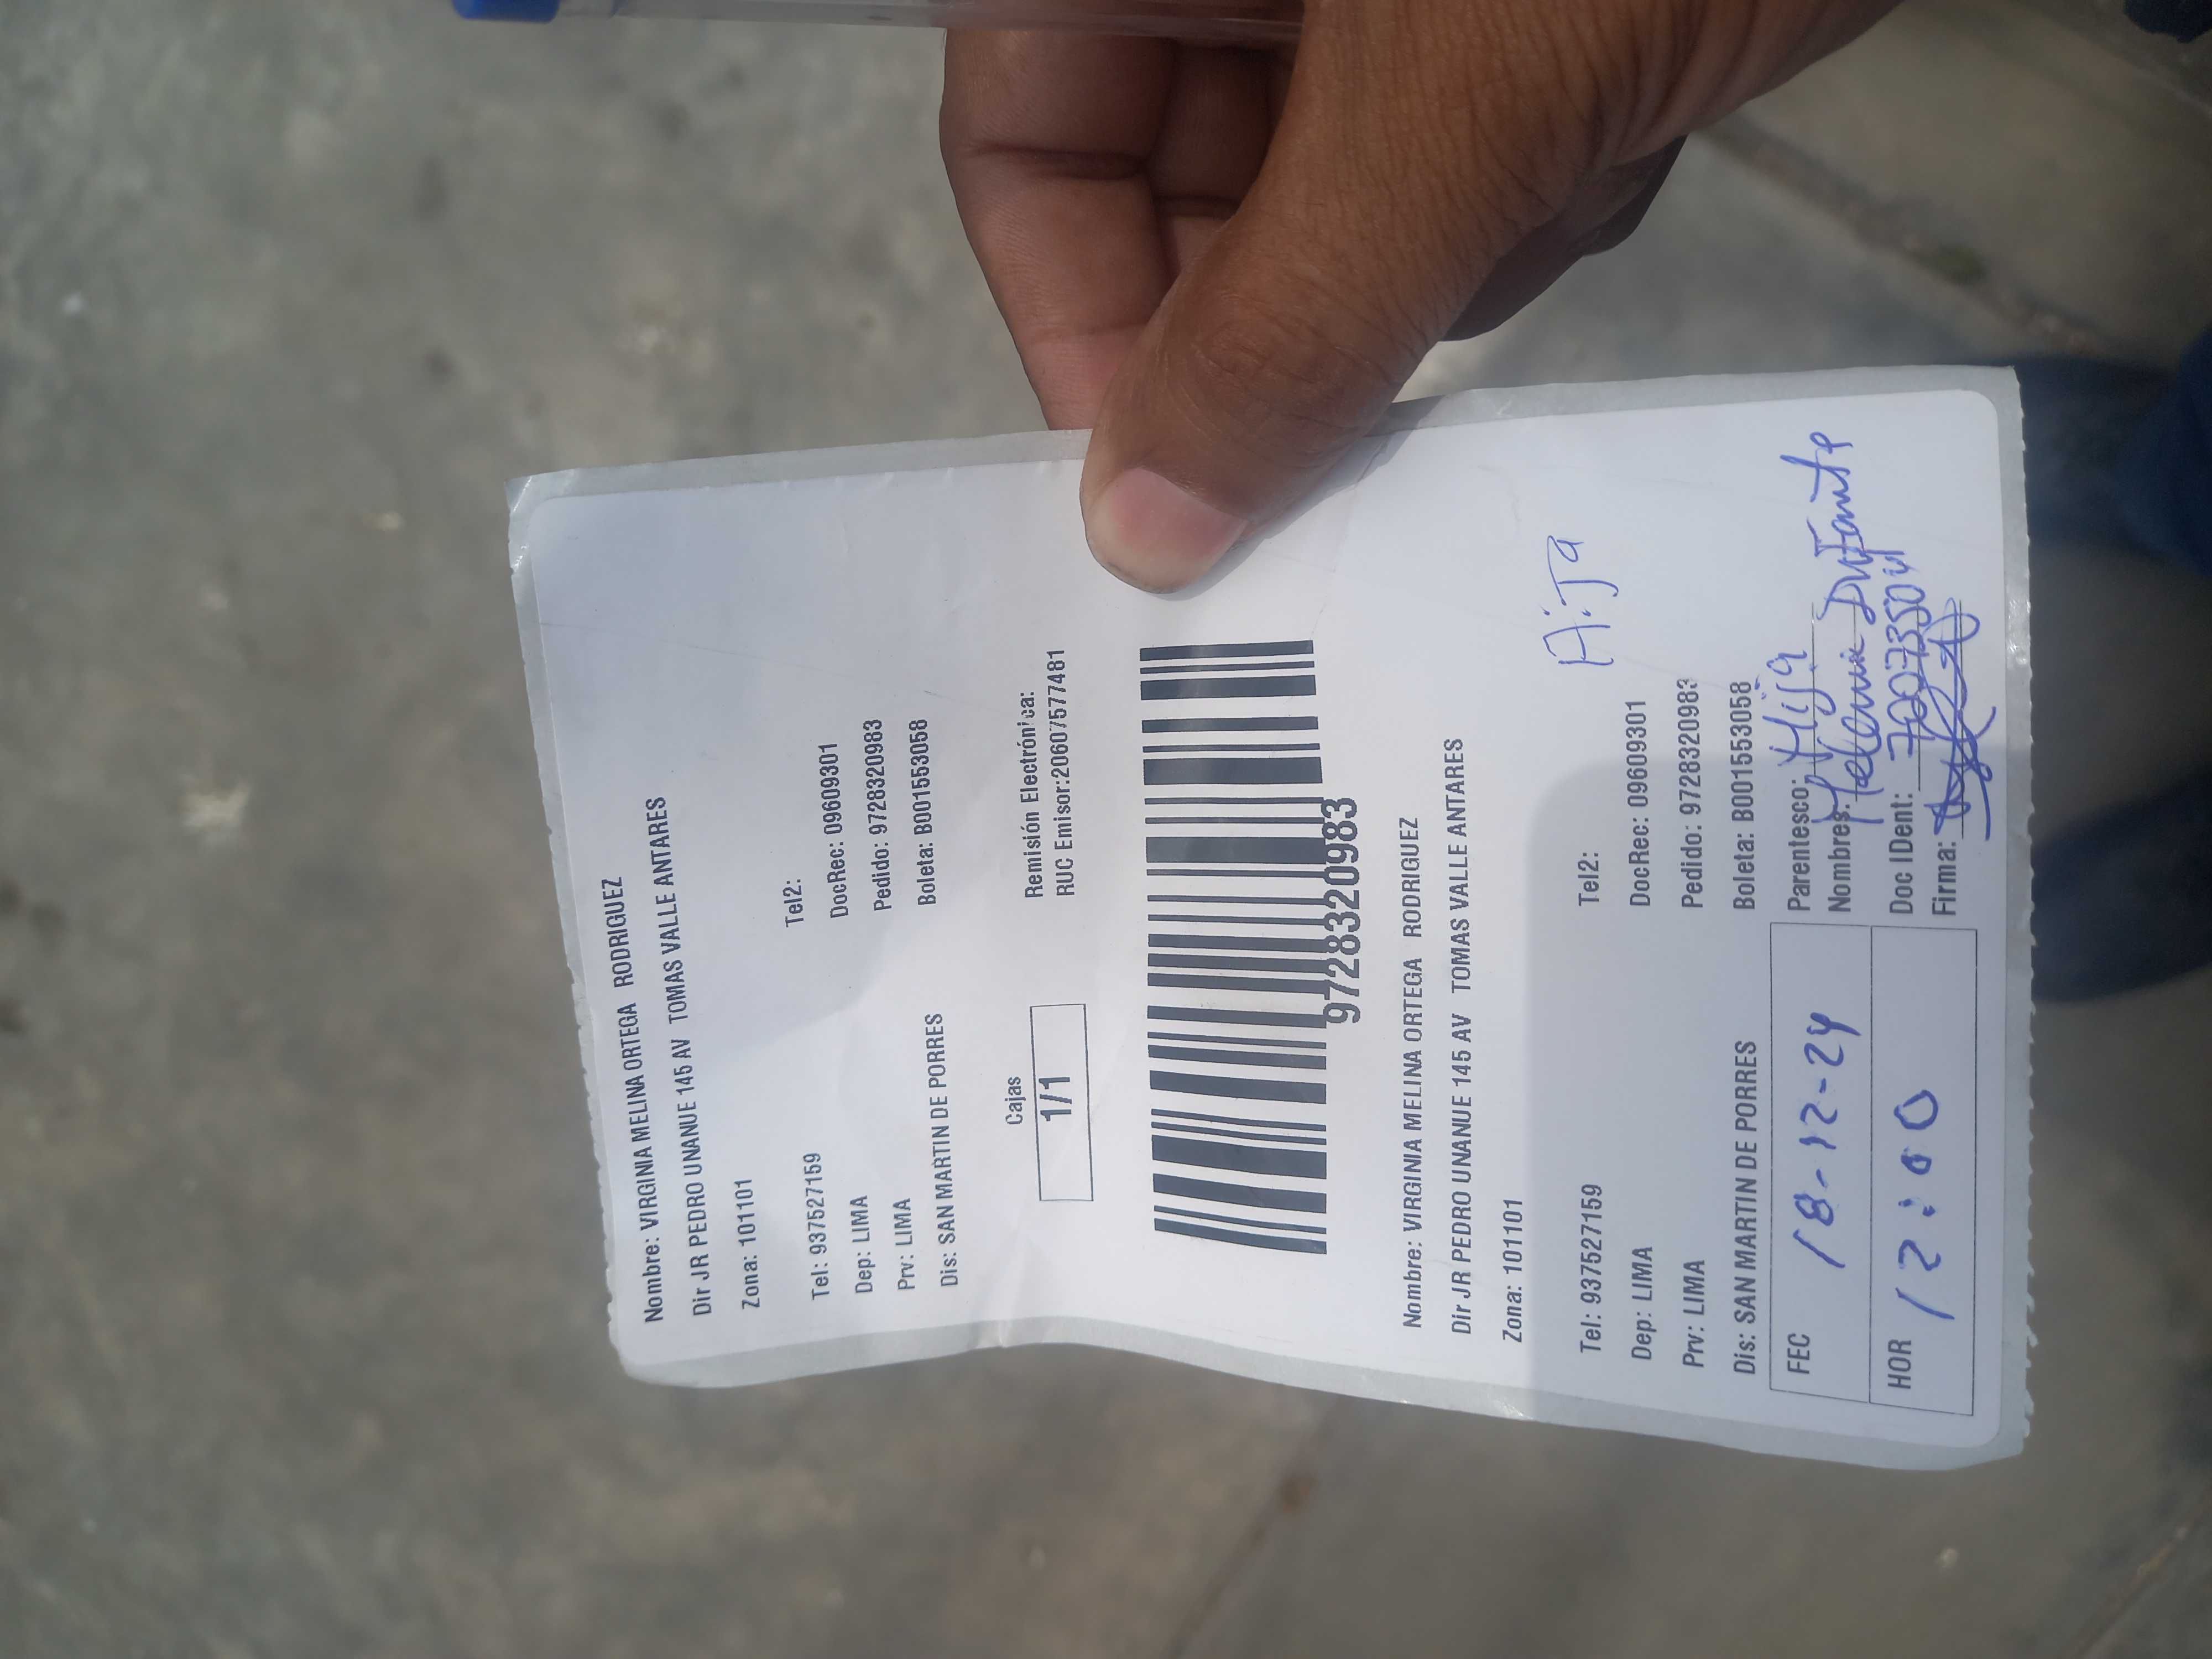 Nombre: VIRGINIA MELINA ORTEGA RODRIGUEZ
Dir JR PEDRO UNANUE 145 AV TOMAS VALLE ANTARES
Zona: 101101
Tel: 937527159 Tel2:
Dep: LIMA DocRec: 09609301
Prv: LIMA Pedido: 9728320983
Dis: SAN MARTIN DE PORRES Boleta: B001553058
Cajas Remisión Electrónica:
1/1 RUC Emisor:20607577481
9728320983
Nombre: VIRGINIA MELINA ORTEGA RODRIGUEZ
Dir JR PEDRO UNANUE 145 AV TOMAS VALLE ANTARES
Zona: 101101
Tel: 937527159 Tel2:
Dep: LIMA DocRec: 09609301
Prv: LIMA Pedido: 9728320983
Dis: SAN MARTIN DE PORRES Boleta: B001553058
FEC 18-12-24 Parentesco: Hija
Nombres:
HOR 12:00 Doc IDent:
Firma: